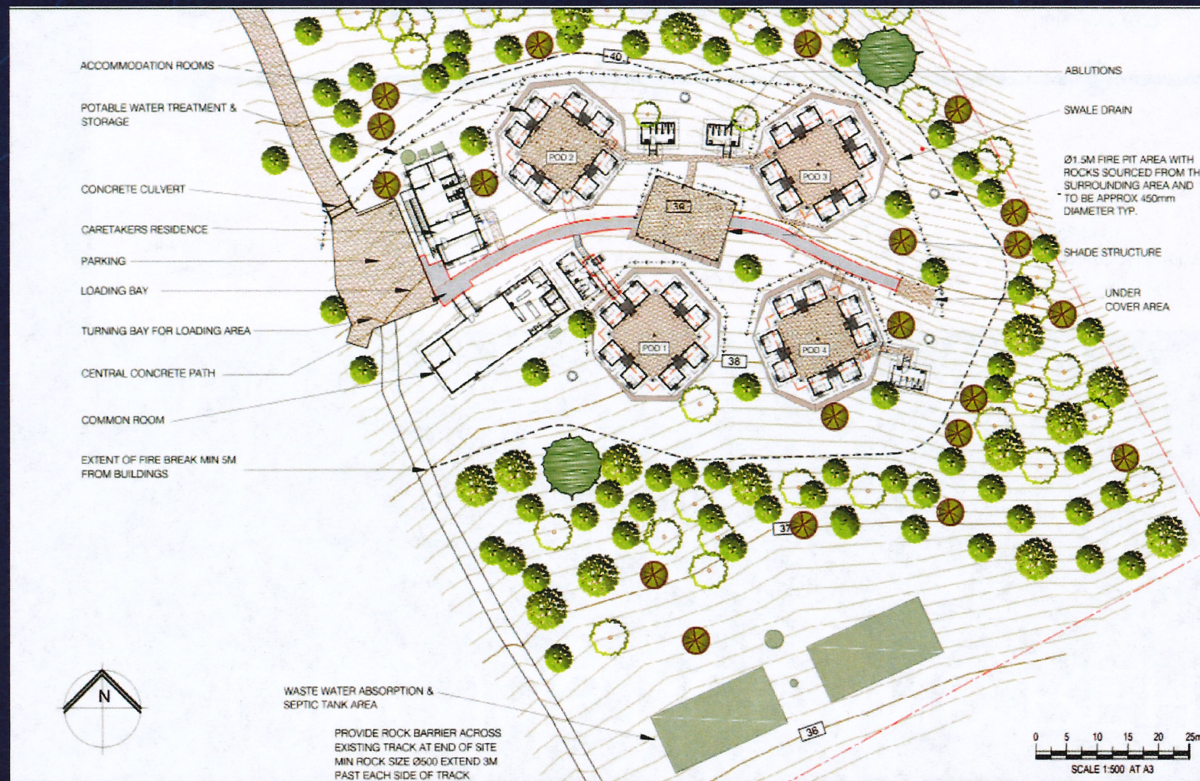 ACCOMMODATION ROOMS
POTABLE WATER TREATMENT &
STORAGE
CONCRETE CULVERT
CARETAKERS RESIDENCE
PARKING
LOADING BAY
TURNING BAY FOR LOADING AREA
CENTRAL CONCRETE PATH
COMMON ROOM
EXTENT OF FIRE BREAK MIN 5M
FROM BUILDINGS
40
POD 2
POD 3
39
POD 1
POD 4
38
37
36
ABLUTIONS
SWALE DRAIN
Ø1.5M FIRE PIT AREA WITH
ROCKS SOURCED FROM TH
SURROUNDING AREA AND
TO BE APPROX 450mm
DIAMETER TYP.
SHADE STRUCTURE
UNDER
COVER AREA
N
WASTE WATER ABSORPTION &
SEPTIC TANK AREA
PROVIDE ROCK BARRIER ACROSS
EXISTING TRACK AT END OF SITE
MIN ROCK SIZE Ø500 EXTEND 3M
PAST EACH SIDE OF TRACK
0 5 10 15 20 25m
SCALE 1:500 AT A3